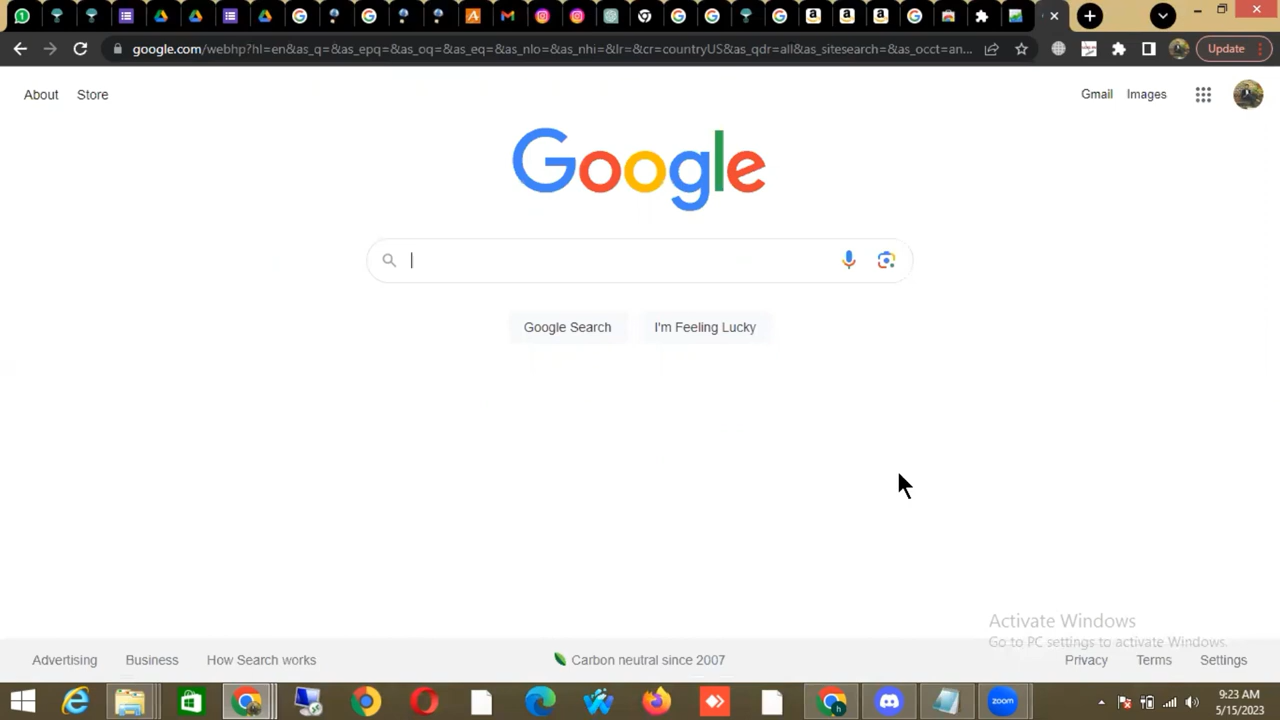 google.com/webhp?hl=en&as_q=&as_epq=&as_oq=&as_eq=&as_nlo=&as_nhi=&lr=&cr=countryUS&as_qdr=all&as_sitesearch=&as_occt=an...
Update
About
Store
Gmail
Images
Google
Google Search
I'm Feeling Lucky
Activate Windows
Go to PC settings to activate Windows.
Advertising
Business
How Search works
Carbon neutral since 2007
Privacy
Terms
Settings
zoom
9:23 AM
5/15/2023